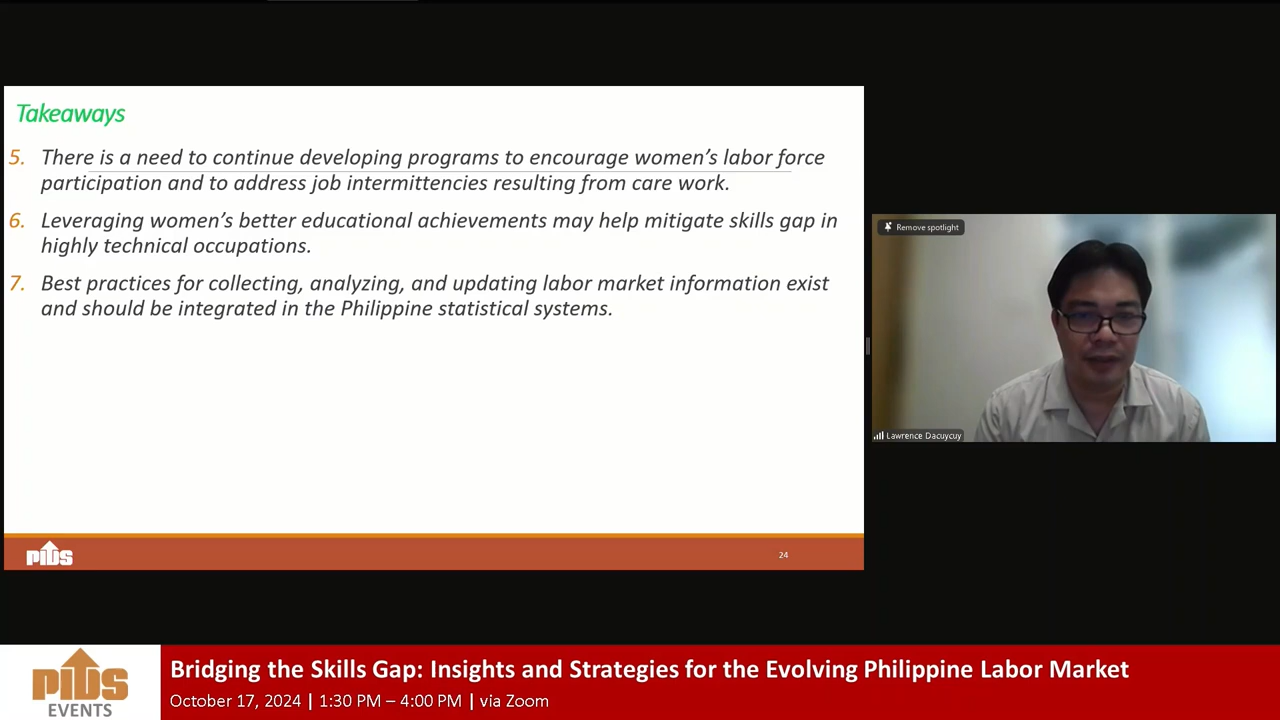 Takeaways
5. There is a need to continue developing programs to encourage women's labor force
participation and to address job intermittencies resulting from care work.
6. Leveraging women's better educational achievements may help mitigate skills gap in
highly technical occupations.
7. Best practices for collecting, analyzing, and updating labor market information exist
and should be integrated in the Philippine statistical systems.
pids
24
Remove spotlight
Lawrence Dacuycuy
pids
EVENTS
Bridging the Skills Gap: Insights and Strategies for the Evolving Philippine Labor Market
October 17, 2024 | 1:30 PM – 4:00 PM | via Zoom